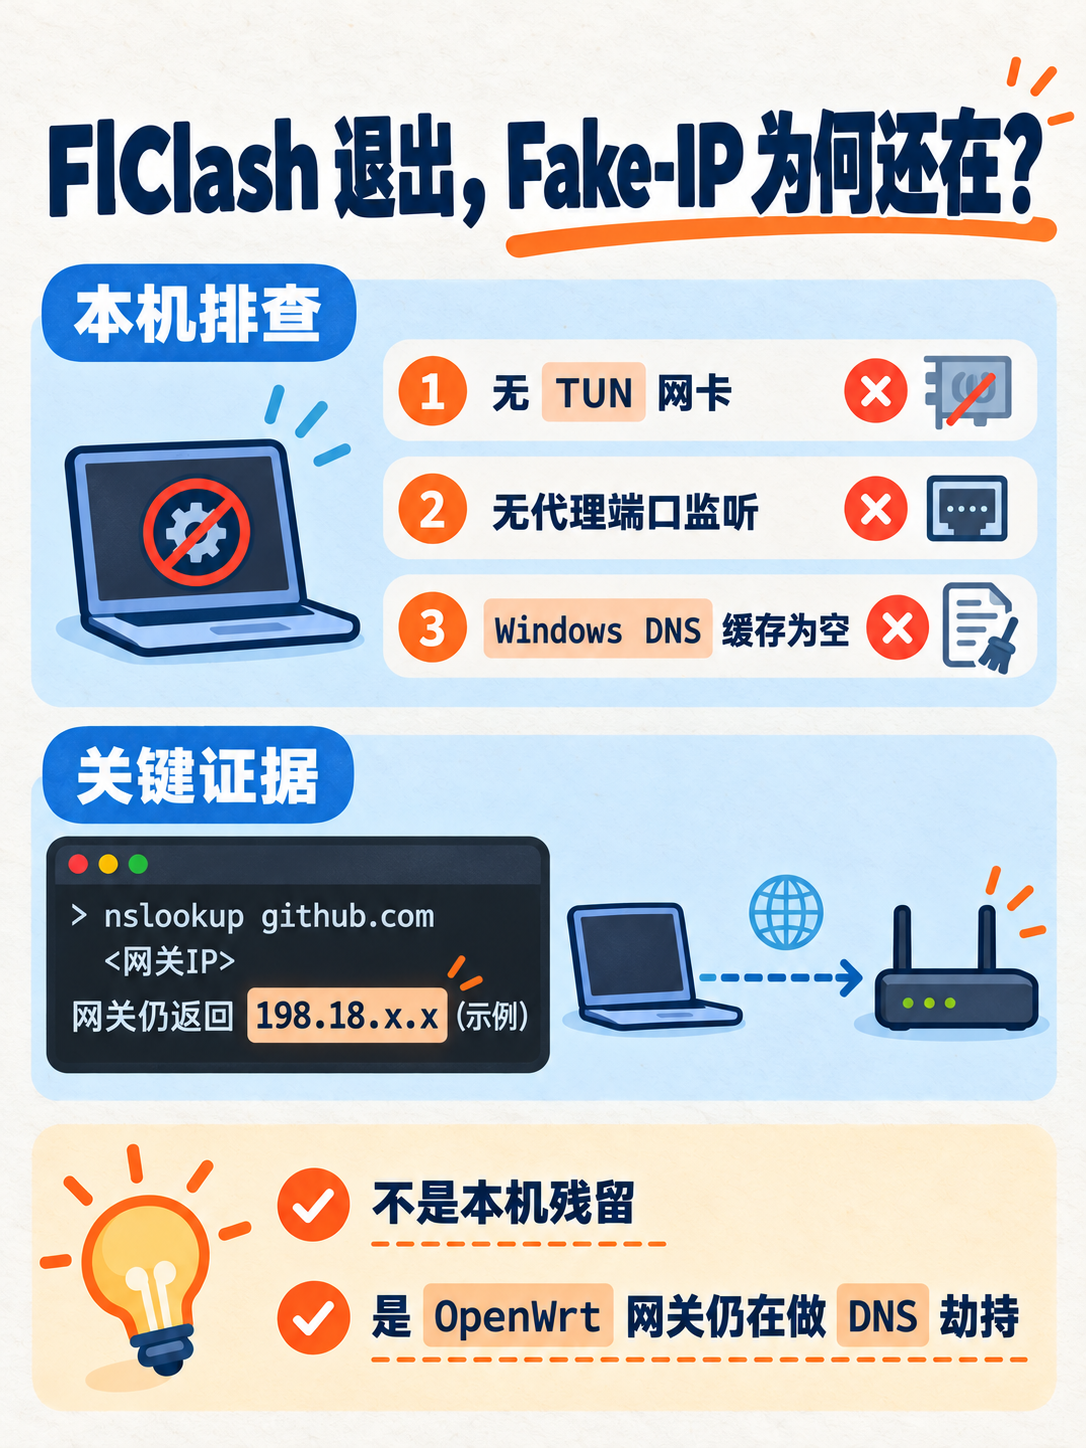 FlClash 退出，Fake-IP 为何还在？
本机排查
1 无 TUN 网卡
2 无代理端口监听
3 Windows DNS 缓存为空
关键证据
> nslookup github.com
<网关IP>
网关仍返回 198.18.x.x (示例)
不是本机残留
是 OpenWrt 网关仍在做 DNS 劫持